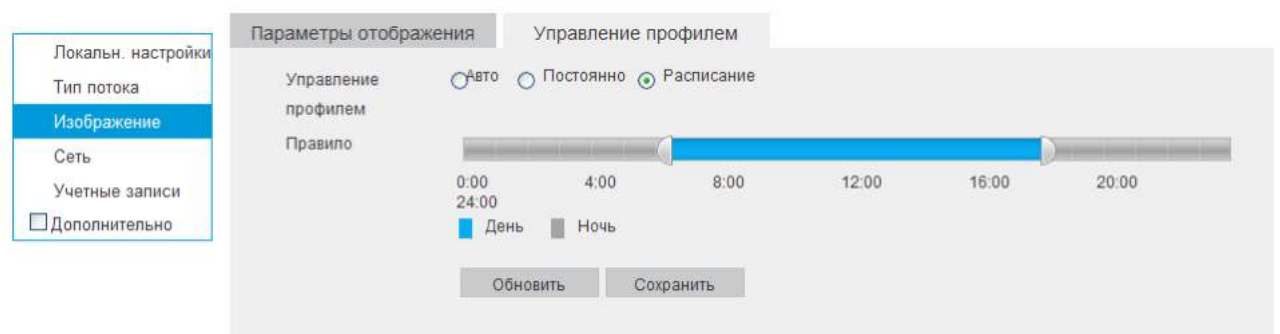 Локальн. настройки
Тип потока
Изображение
Сеть
Учетные записи
Дополнительно
Параметры отображения Управление профилем
Управление профилем
Авто Постоянно Расписание
Правило
0:00 4:00 8:00 12:00 16:00 20:00
24:00
День Ночь
Обновить Сохранить